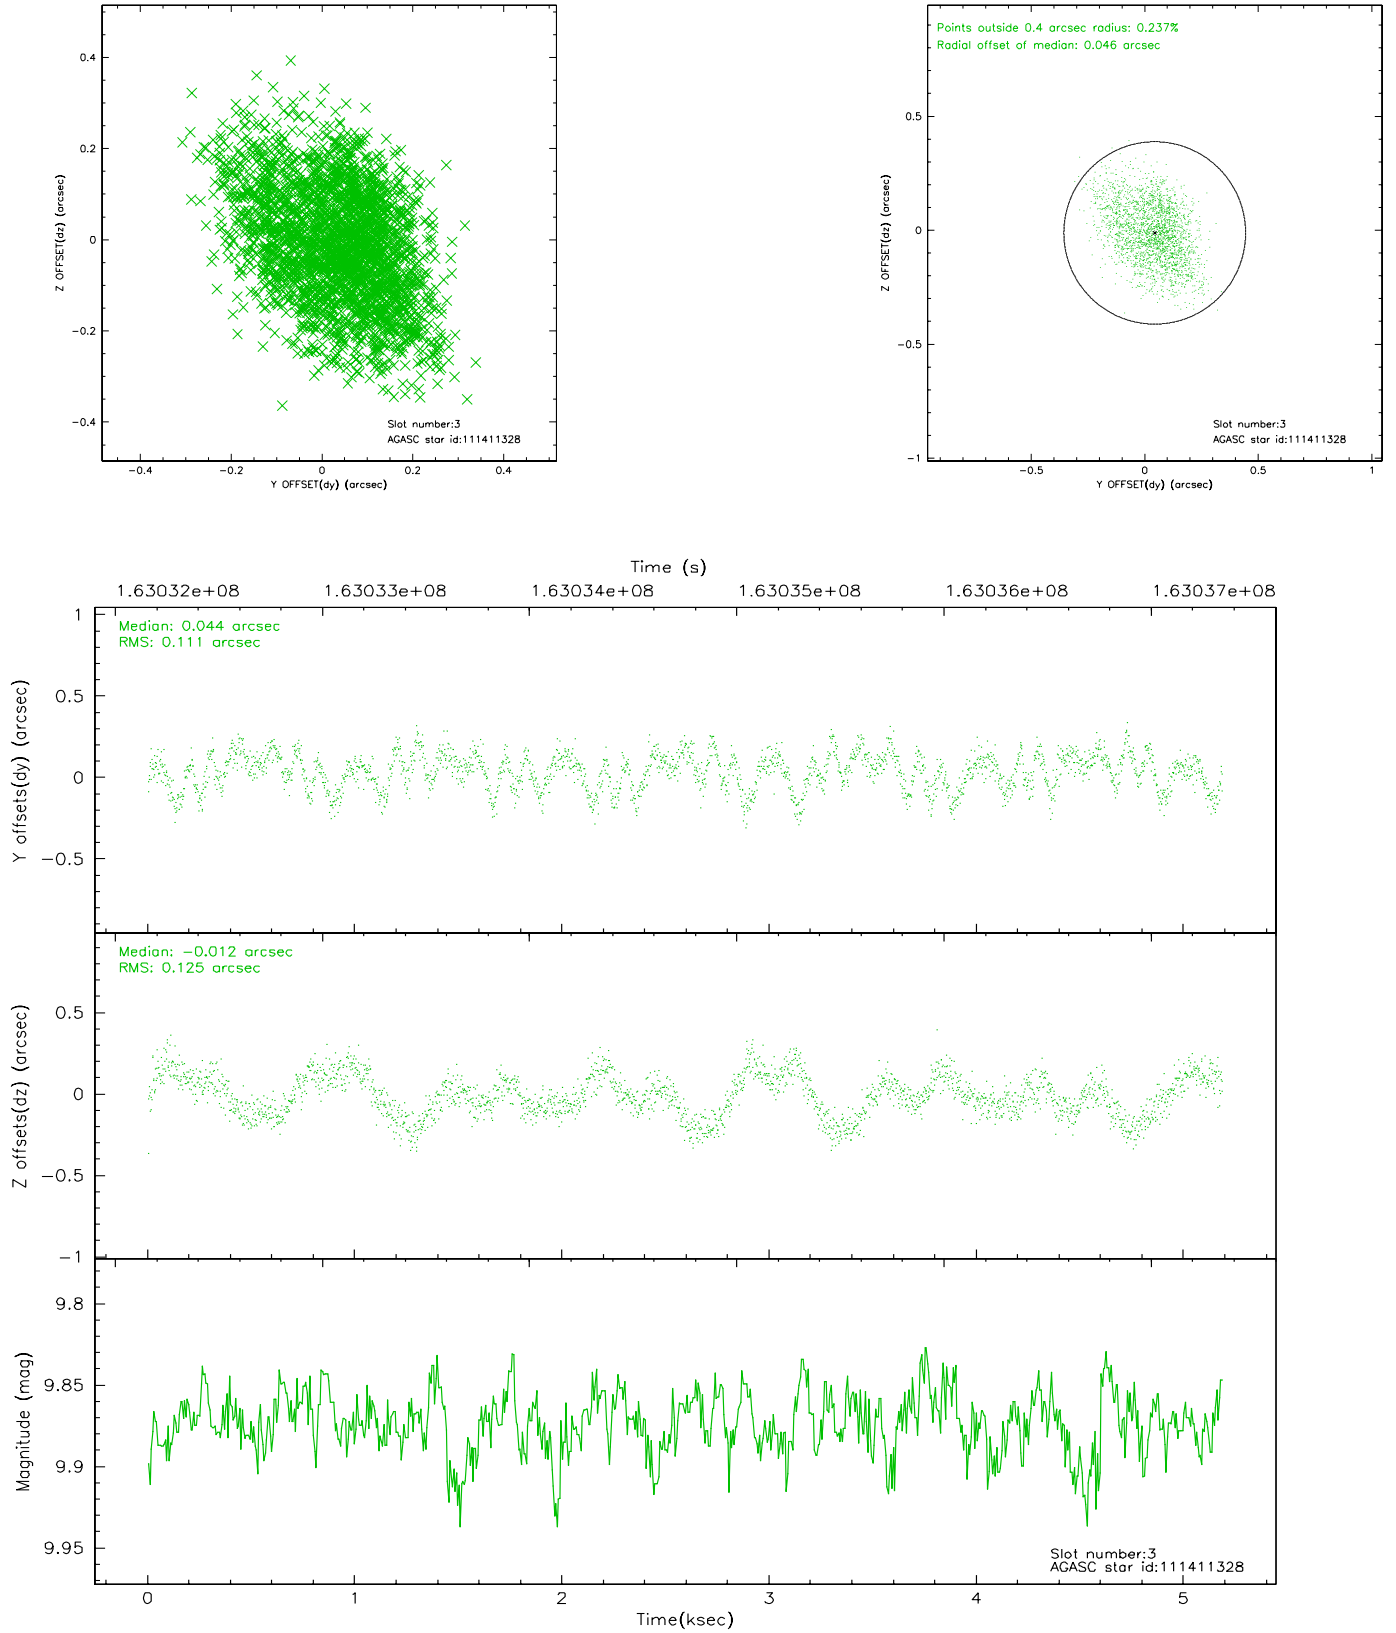 0.4
0.2
0
−0.2
−0.4
Z OFFSET(dz) (arcsec)
Slot number:3
AGASC star id:111411328
−0.4 −0.2 0 0.2 0.4
Y OFFSET(dy) (arcsec)
Points outside 0.4 arcsec radius: 0.237%
Radial offset of median: 0.046 arcsec
0.5
0
−0.5
−1
Z OFFSET(dz) (arcsec)
Slot number:3
AGASC star id:111411328
−0.5 0 0.5 1
Y OFFSET(dy) (arcsec)
Time (s)
1.63032e+08 1.63033e+08 1.63034e+08 1.63035e+08 1.63036e+08 1.63037e+08
Median: 0.044 arcsec
RMS: 0.111 arcsec
1
0.5
0
−0.5
Y offsets(dy) (arcsec)
Median: −0.012 arcsec
RMS: 0.125 arcsec
0.5
0
−0.5
−1
Z offsets(dz) (arcsec)
9.8
9.85
9.9
9.95
Magnitude (mag)
Slot number:3
AGASC star id:111411328
0 1 2 3 4 5
Time(ksec)